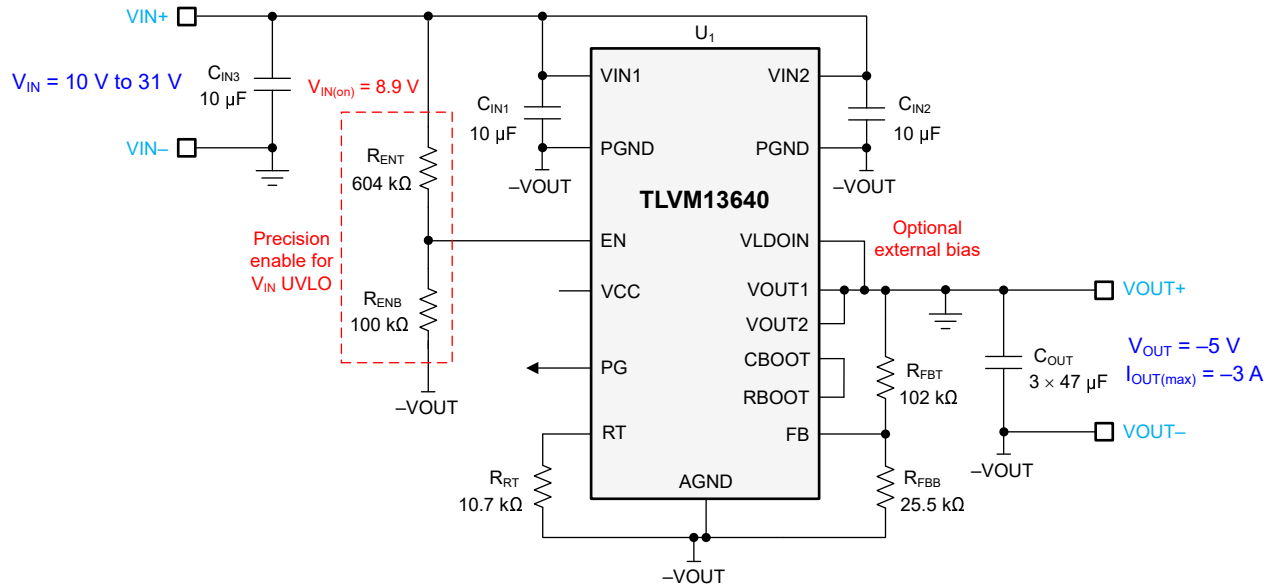 VIN+
VIN = 10 V to 31 V
VIN–
CIN3
10 µF
VIN(on) = 8.9 V
RENT
604 kΩ
Precision
enable for
VIN UVLO
RENB
100 kΩ
–VOUT
CIN1
10 µF
–VOUT
U1
VIN1
PGND
EN
VCC
PG
RT
TLVM13640
VIN2
PGND
VLDOIN
VOUT1
VOUT2
CBOOT
RBOOT
FB
AGND
CIN2
10 µF
–VOUT
Optional
external bias
RFBT
102 kΩ
RFBB
25.5 kΩ
COUT
3 × 47 µF
–VOUT
VOUT+
VOUT = –5 V
IOUT(max) = –3 A
VOUT–
RRT
10.7 kΩ
–VOUT